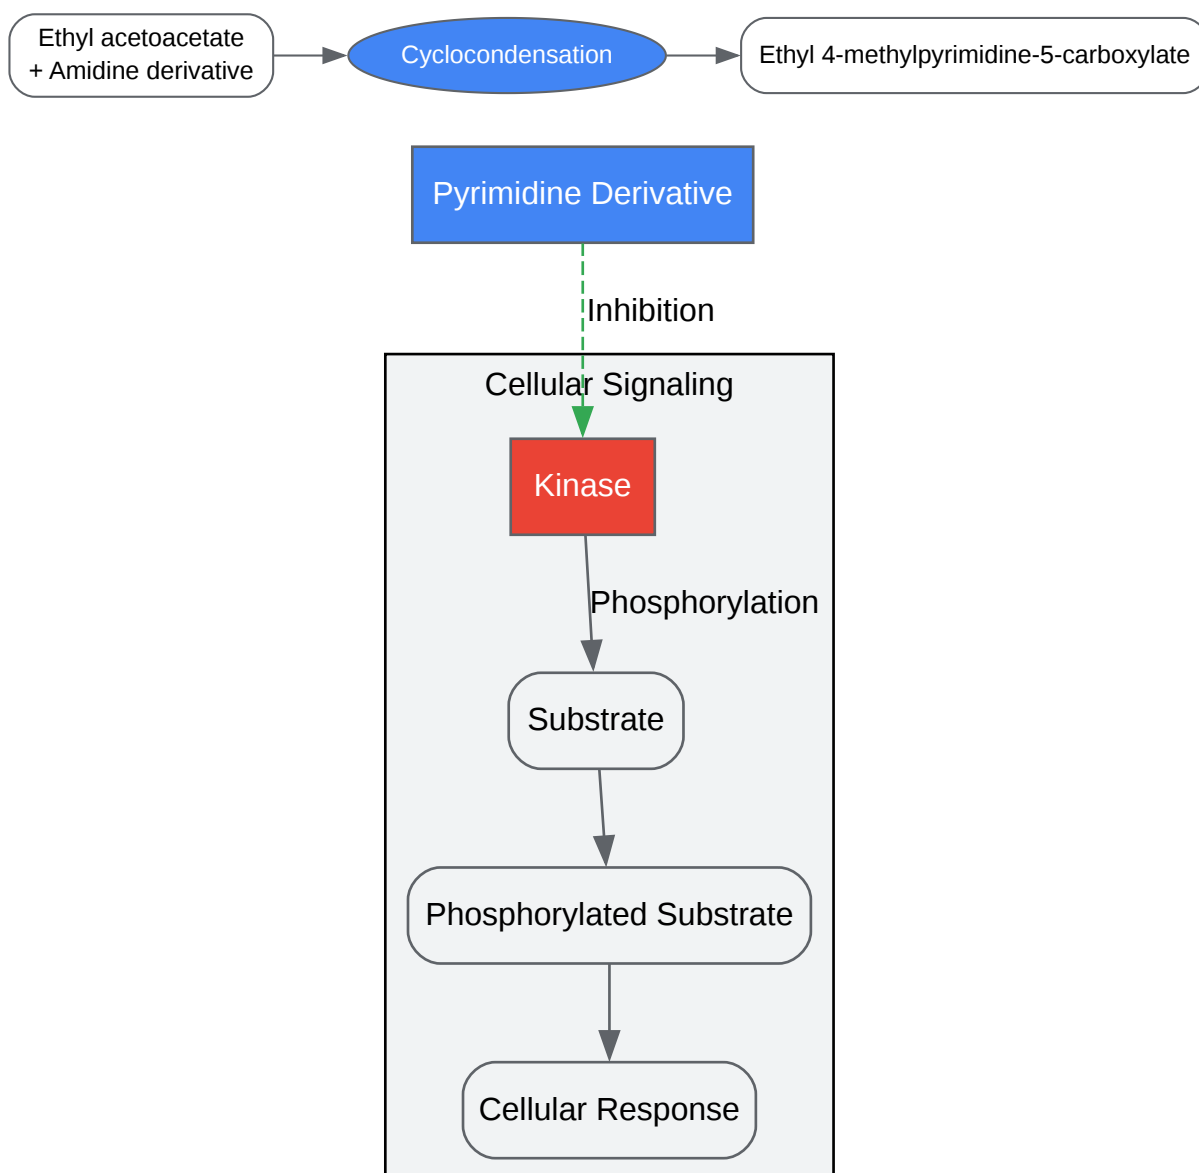 Ethyl acetoacetate
+ Amidine derivative
Cyclocondensation
Ethyl 4-methylpyrimidine-5-carboxylate
Pyrimidine Derivative
Inhibition
Cellular Signaling
Kinase
Phosphorylation
Substrate
Phosphorylated Substrate
Cellular Response